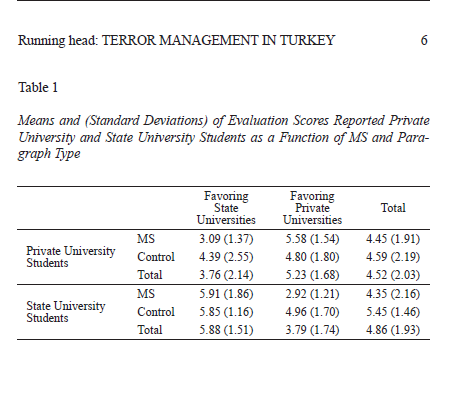 Running head: TERROR MANAGEMENT IN TURKEY 6
Table 1
Means and (Standard Deviations) of Evaluation Scores Reported Private
University and State University Students as a Function of MS and Para-
graph Type
Favoring State Universities Favoring Private Universities Total
Private University Students
MS 3.09 (1.37) 5.58 (1.54) 4.45 (1.91)
Control 4.39 (2.55) 4.80 (1.80) 4.59 (2.19)
Total 3.76 (2.14) 5.23 (1.68) 4.52 (2.03)
State University Students
MS 5.91 (1.86) 2.92 (1.21) 4.35 (2.16)
Control 5.85 (1.16) 4.96 (1.70) 5.45 (1.46)
Total 5.88 (1.51) 3.79 (1.74) 4.86 (1.93)